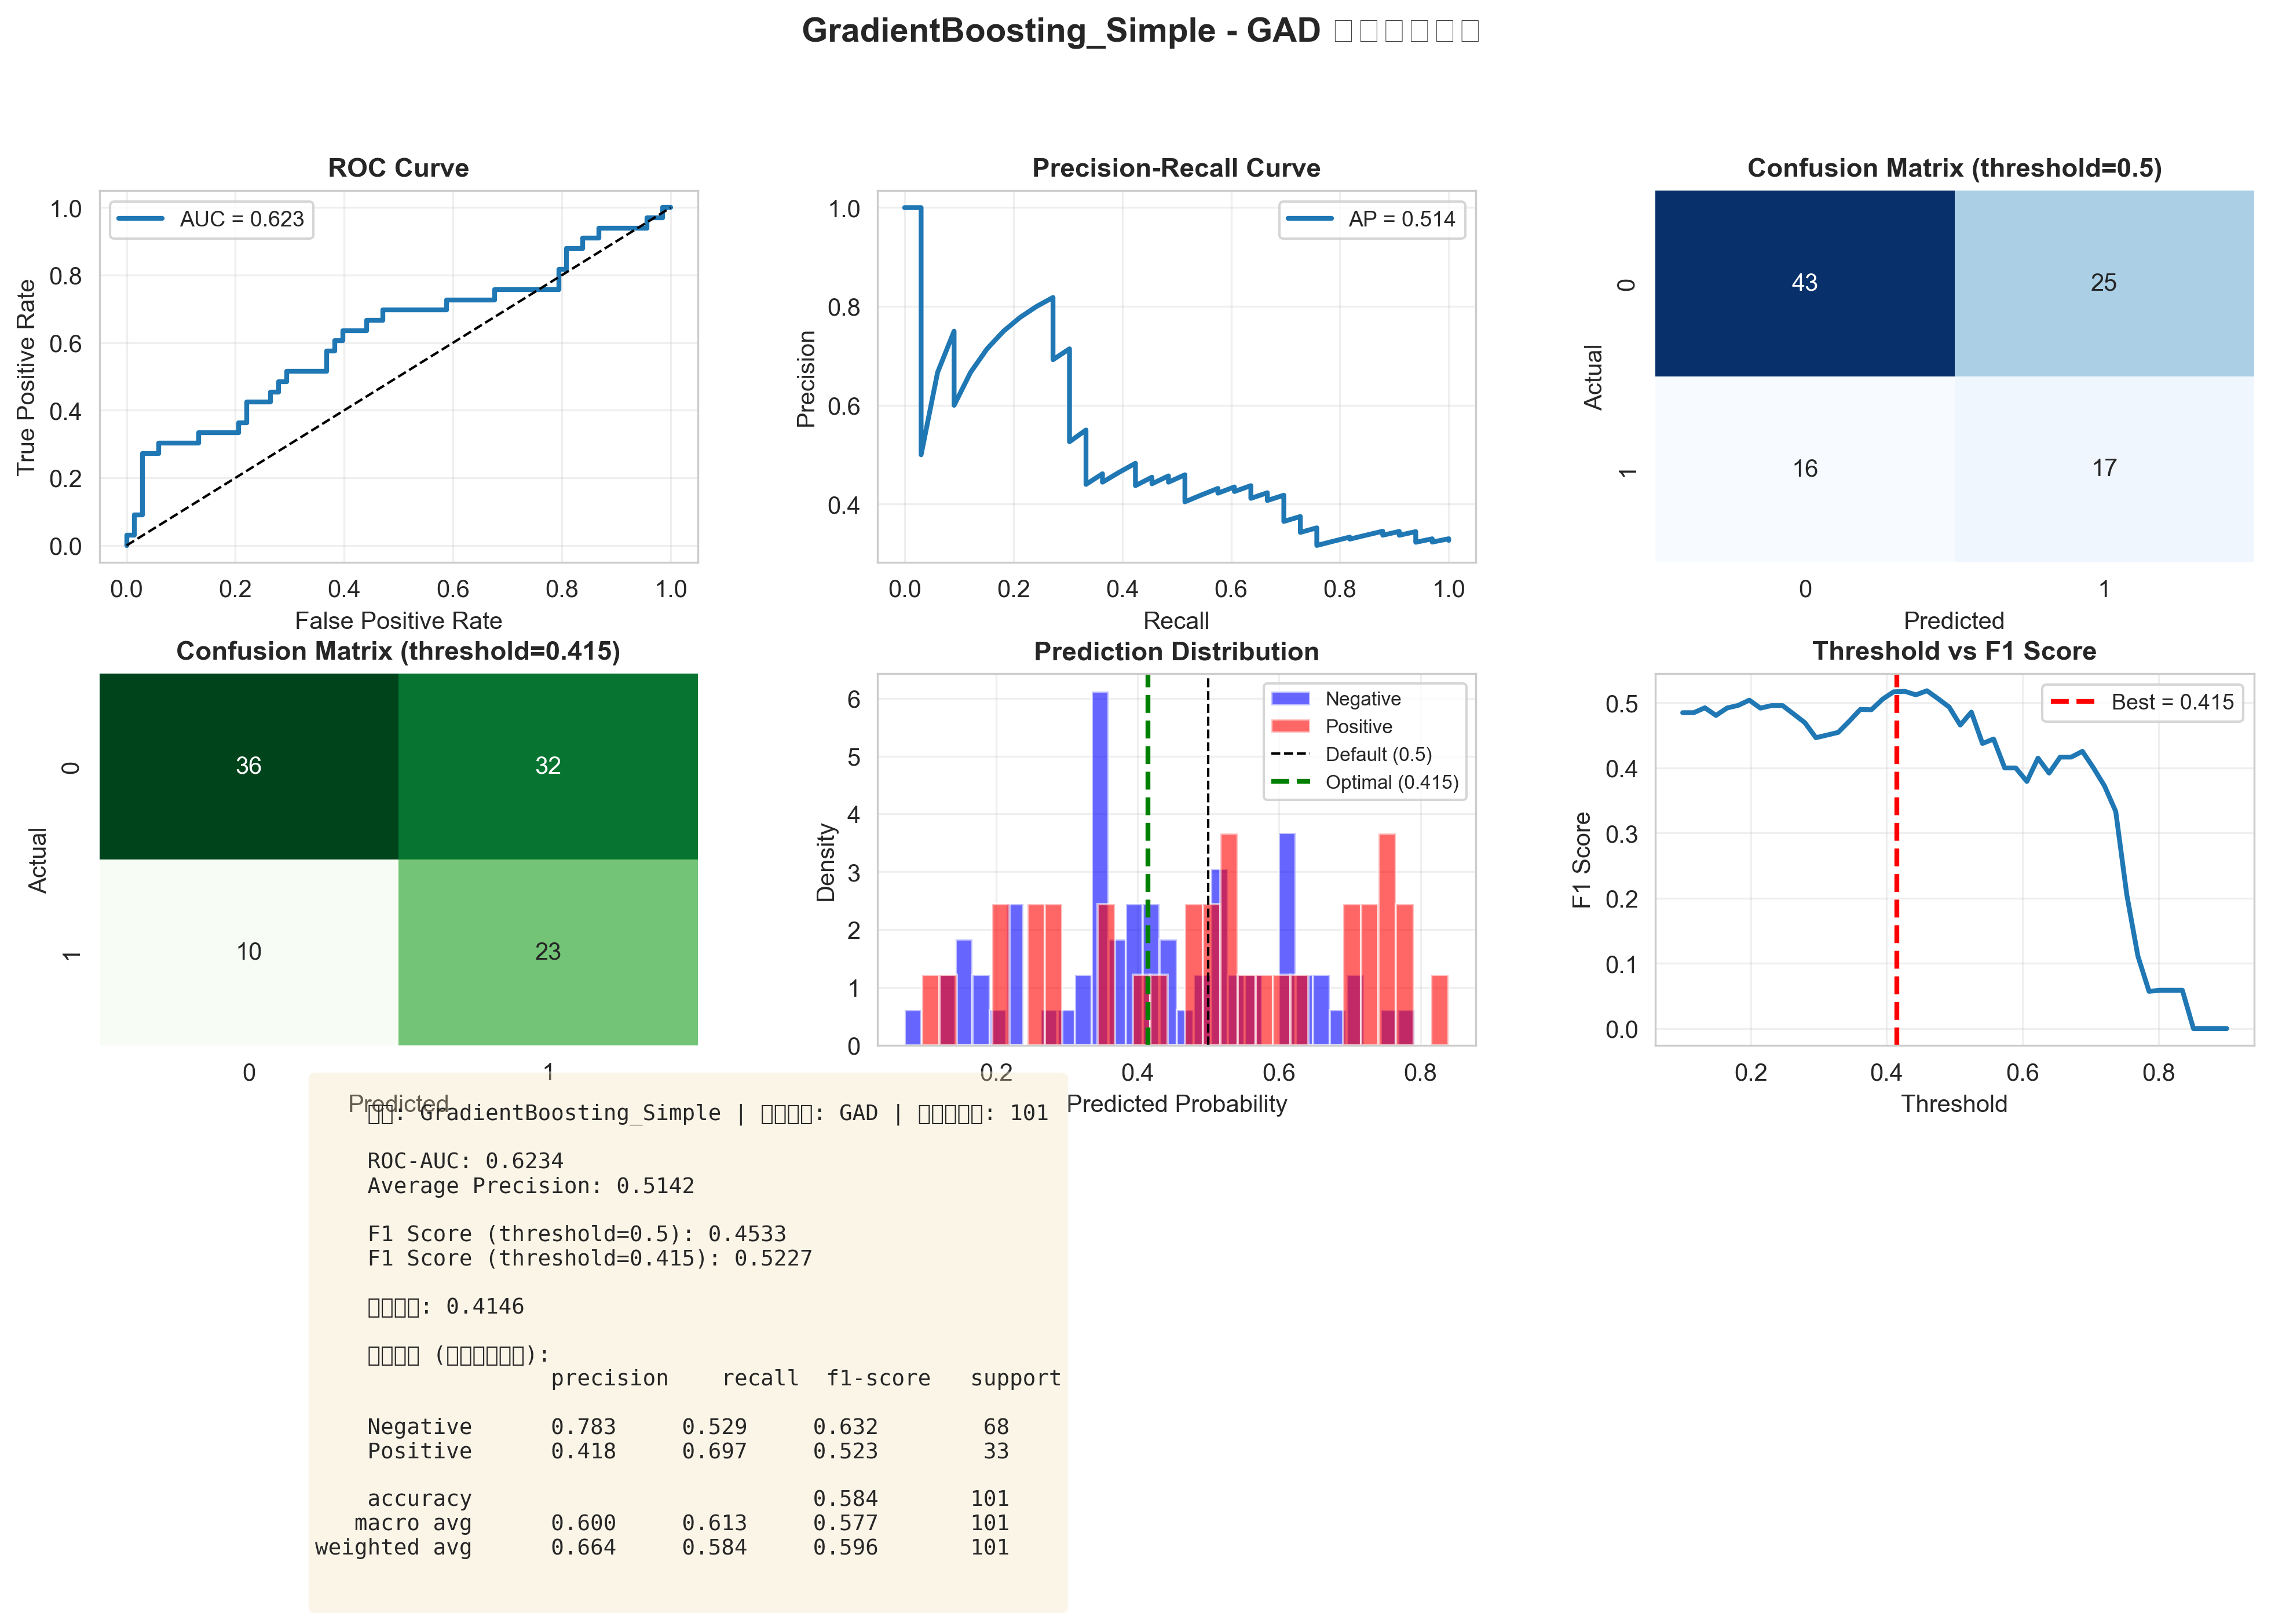 GradientBoosting_Simple - GAD
ROC Curve
AUC = 0.623
True Positive Rate
1.0
0.8
0.6
0.4
0.2
0.0
0.0 0.2 0.4 0.6 0.8 1.0
False Positive Rate
Precision-Recall Curve
AP = 0.514
Precision
1.0
0.8
0.6
0.4
0.0 0.2 0.4 0.6 0.8 1.0
Recall
Confusion Matrix (threshold=0.5)
Actual
0
43 25
1
16 17
0 1
Predicted
Confusion Matrix (threshold=0.415)
Actual
0
36 32
1
10 23
0 1
Predicted
Prediction Distribution
Negative
Positive
Default (0.5)
Optimal (0.415)
Density
6
5
4
3
2
1
0
0.2 0.4 0.6 0.8
Predicted Probability
Threshold vs F1 Score
Best = 0.415
F1 Score
0.5
0.4
0.3
0.2
0.1
0.0
0.2 0.4 0.6 0.8
Threshold
: GradientBoosting_Simple | : GAD | : 101
ROC-AUC: 0.6234
Average Precision: 0.5142
F1 Score (threshold=0.5): 0.4533
F1 Score (threshold=0.415): 0.5227
: 0.4146
( ):
precision recall f1-score support
Negative 0.783 0.529 0.632 68
Positive 0.418 0.697 0.523 33
accuracy 0.584 101
macro avg 0.600 0.613 0.577 101
weighted avg 0.664 0.584 0.596 101